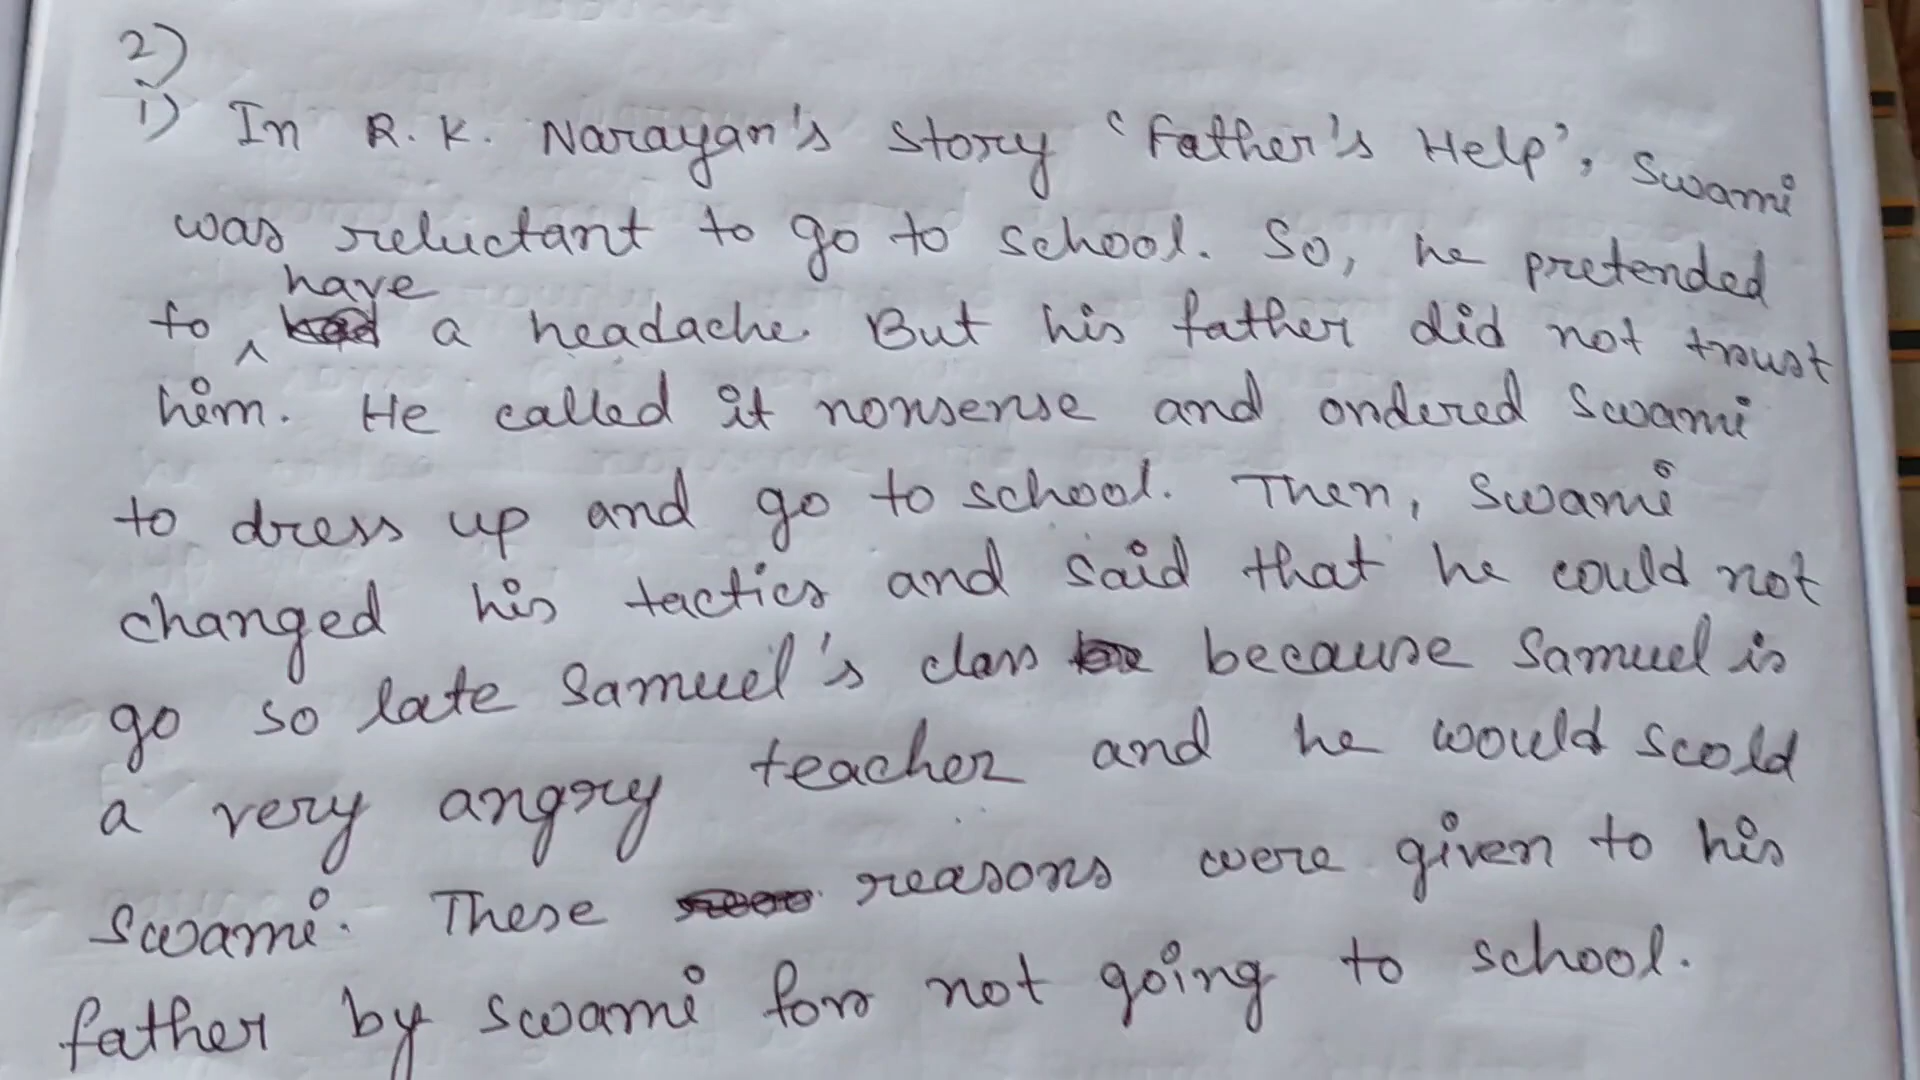 2)
i) In R. K. Narayan's story 'Father's Help', Swami
was reluctant to go to school. So, he pretended
have
to ^ a headache. But his father did not trust
him. He called it nonsense and ordered Swami
to dress up and go to school. Then, Swami
changed his tactics and said that he could not
go so late Samuel's class because Samuel is
a very angry teacher and he would scold
Swami. These reasons were given to his
father by Swami for not going to school.